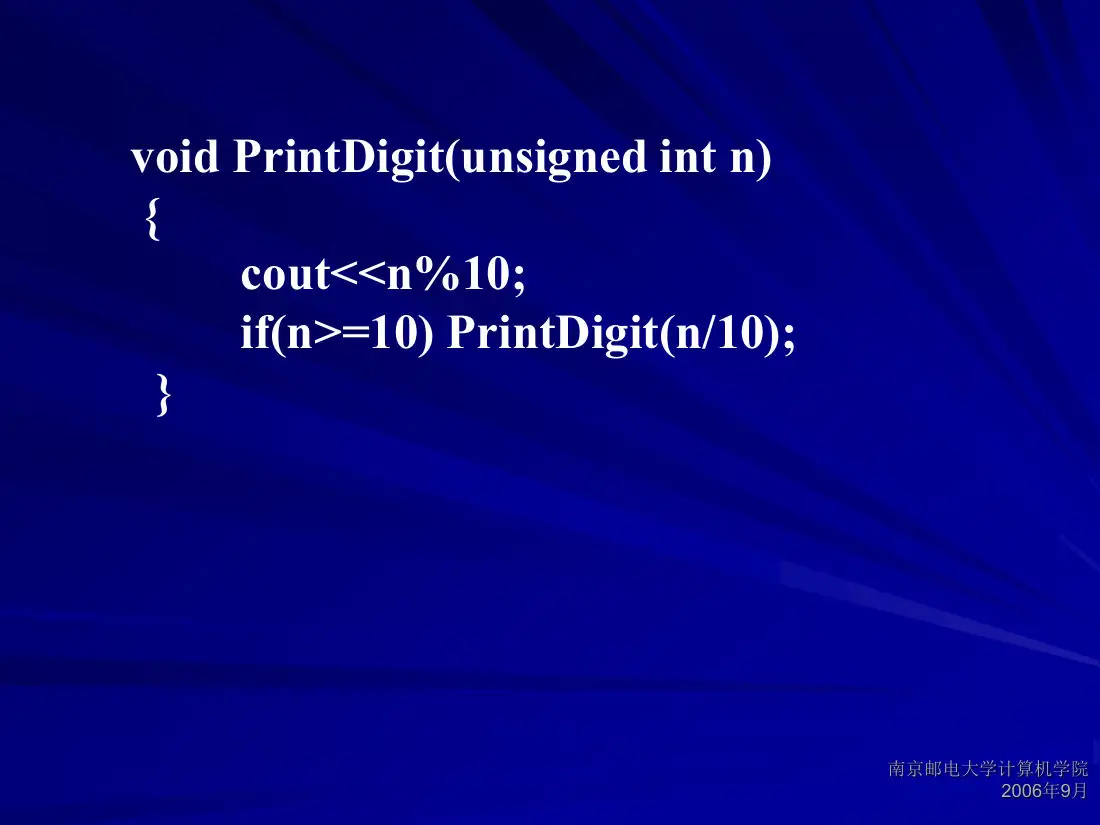 void PrintDigit(unsigned int n)
{
cout<<n%10;
if(n>=10) PrintDigit(n/10);
}
南京邮电大学计算机学院
2006年9月